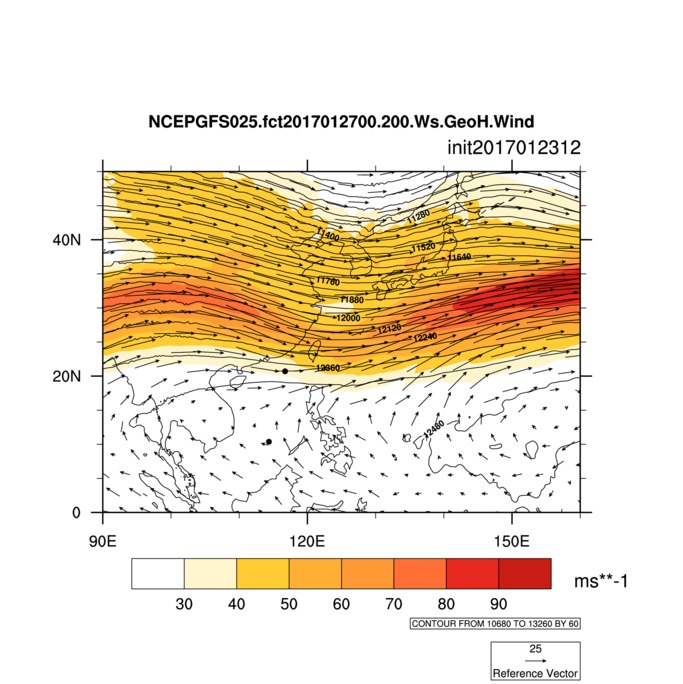 NCEPGFS025.fct2017012700.200.Ws.GeoH.Wind
init2017012312
40N
20N
0
11280
11400
11520
11640
11760
11880
12000
12120
12240
12360
12480
90E 120E 150E
30 40 50 60 70 80 90
ms**-1
CONTOUR FROM 10680 TO 13260 BY 60
25
Reference Vector